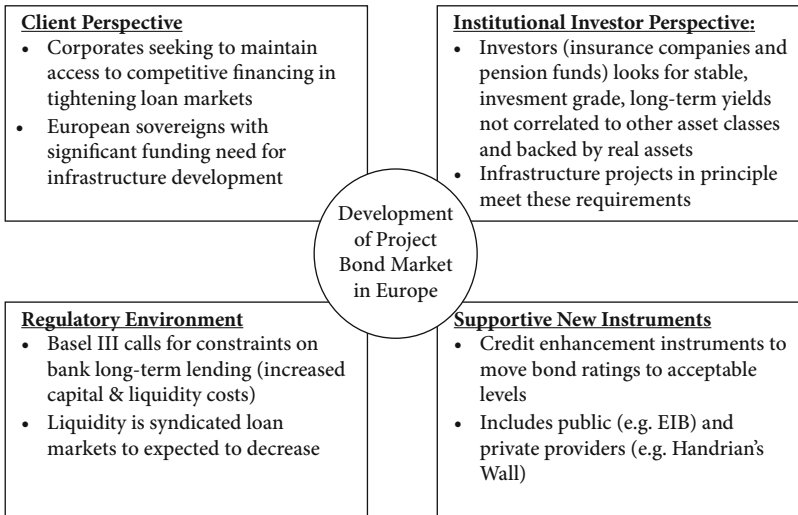 Client Perspective
• Corporates seeking to maintain
access to competitive financing in
tightening loan markets
• European sovereigns with
significant funding need for
infrastructure development
Institutional Investor Perspective:
• Investors (insurance companies and
pension funds) looks for stable,
invesment grade, long-term yields
not correlated to other asset classes
and backed by real assets
• Infrastructure projects in principle
meet these requirements
Development
of Project
Bond Market
in Europe
Regulatory Environment
• Basel III calls for constraints on
bank long-term lending (increased
capital & liquidity costs)
• Liquidity is syndicated loan
markets to expected to decrease
Supportive New Instruments
• Credit enhancement instruments to
move bond ratings to acceptable
levels
• Includes public (e.g. EIB) and
private providers (e.g. Handrian's
Wall)